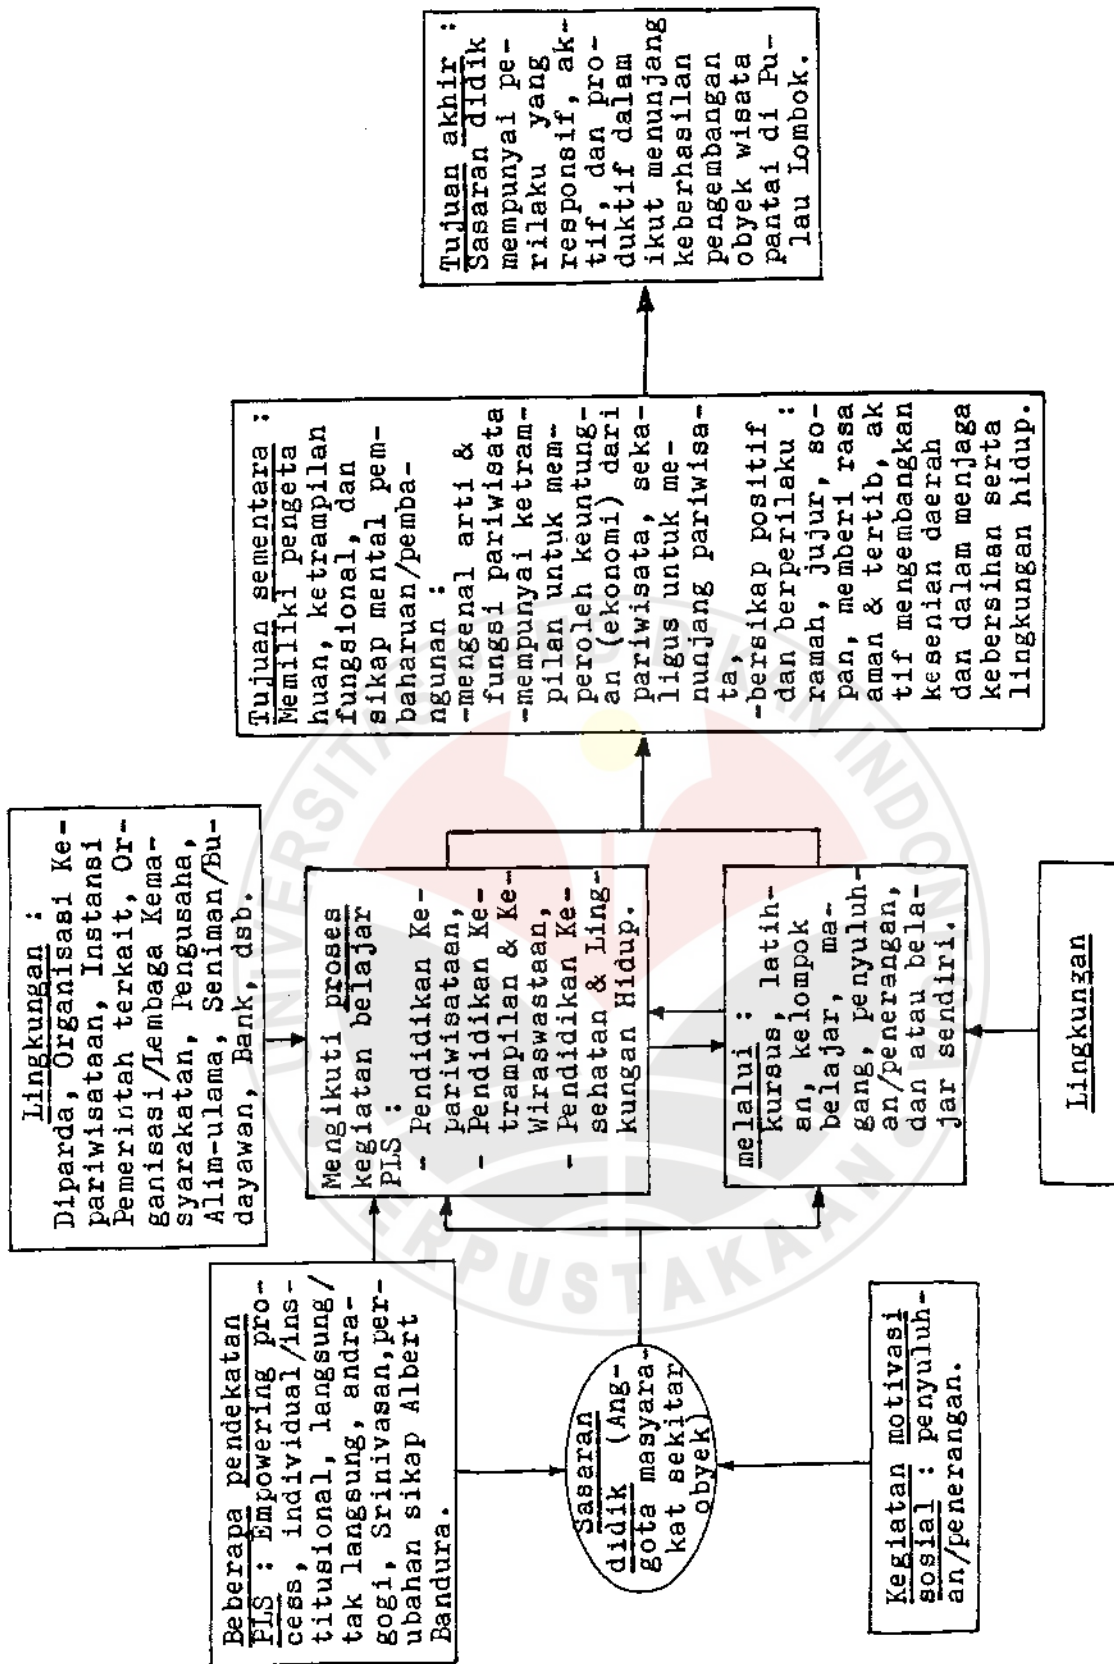 Beberapa pendekatan
PLS : Empowering pro-
cess, individual/ins-
titusional, langsung/
tak langsung, andra-
gogi, Srinivasan,per-
ubahan sikap Albert
Bandura.
Sasaran
didik (Ang-
gota masyara-
kat sekitar
obyek)
Kegiatan motivasi
sosial : penyuluh-
an/penerangan.
Lingkungan :
Diparda, Organisasi Ke-
pariwisataan, Instansi
Pemerintah terkait, Or-
ganisasi/Lembaga Kema-
syarakatan, Pengusaha,
Alim-ulama, Seniman/Bu-
dayawan, Bank, dsb.
Mengikuti proses
kegiatan belajar
PLS :
- Pendidikan Ke-
pariwisataan,
- Pendidikan Ke-
trampilan & Ke-
Wiraswastaan,
- Pendidikan Ke-
sehatan & Ling-
kungan Hidup.
melalui :
kursus, latih-
an, kelompok
belajar, ma-
gang, penyuluh-
an/penerangan,
dan atau bela-
jar sendiri.
Lingkungan
Tujuan sementara :
Memiliki pengeta
huan, ketrampilan
fungsional, dan
sikap mental pem-
baharuan/pemba-
ngunan :
-mengenal arti &
fungsi pariwisata
-mempunyai ketram-
pilan untuk mem-
peroleh keuntung-
an (ekonomi) dari
pariwisata, seka-
ligus untuk me-
nunjang pariwisa-
ta,
-bersikap positif
dan berperilaku :
ramah, jujur, so-
pan, memberi rasa
aman & tertib, ak
tif mengembangkan
kesenian daerah
dan dalam menjaga
kebersihan serta
lingkungan hidup.
Tujuan akhir :
Sasaran didik
mempunyai pe-
rilaku yang
responsif, ak-
tif, dan pro-
duktif dalam
ikut menunjang
keberhasilan
pengembangan
obyek wisata
pantai di Pu-
lau Lombok.
UNIVERSITAS PENDIDIKAN INDONESIA
PERPUSTAKAAN